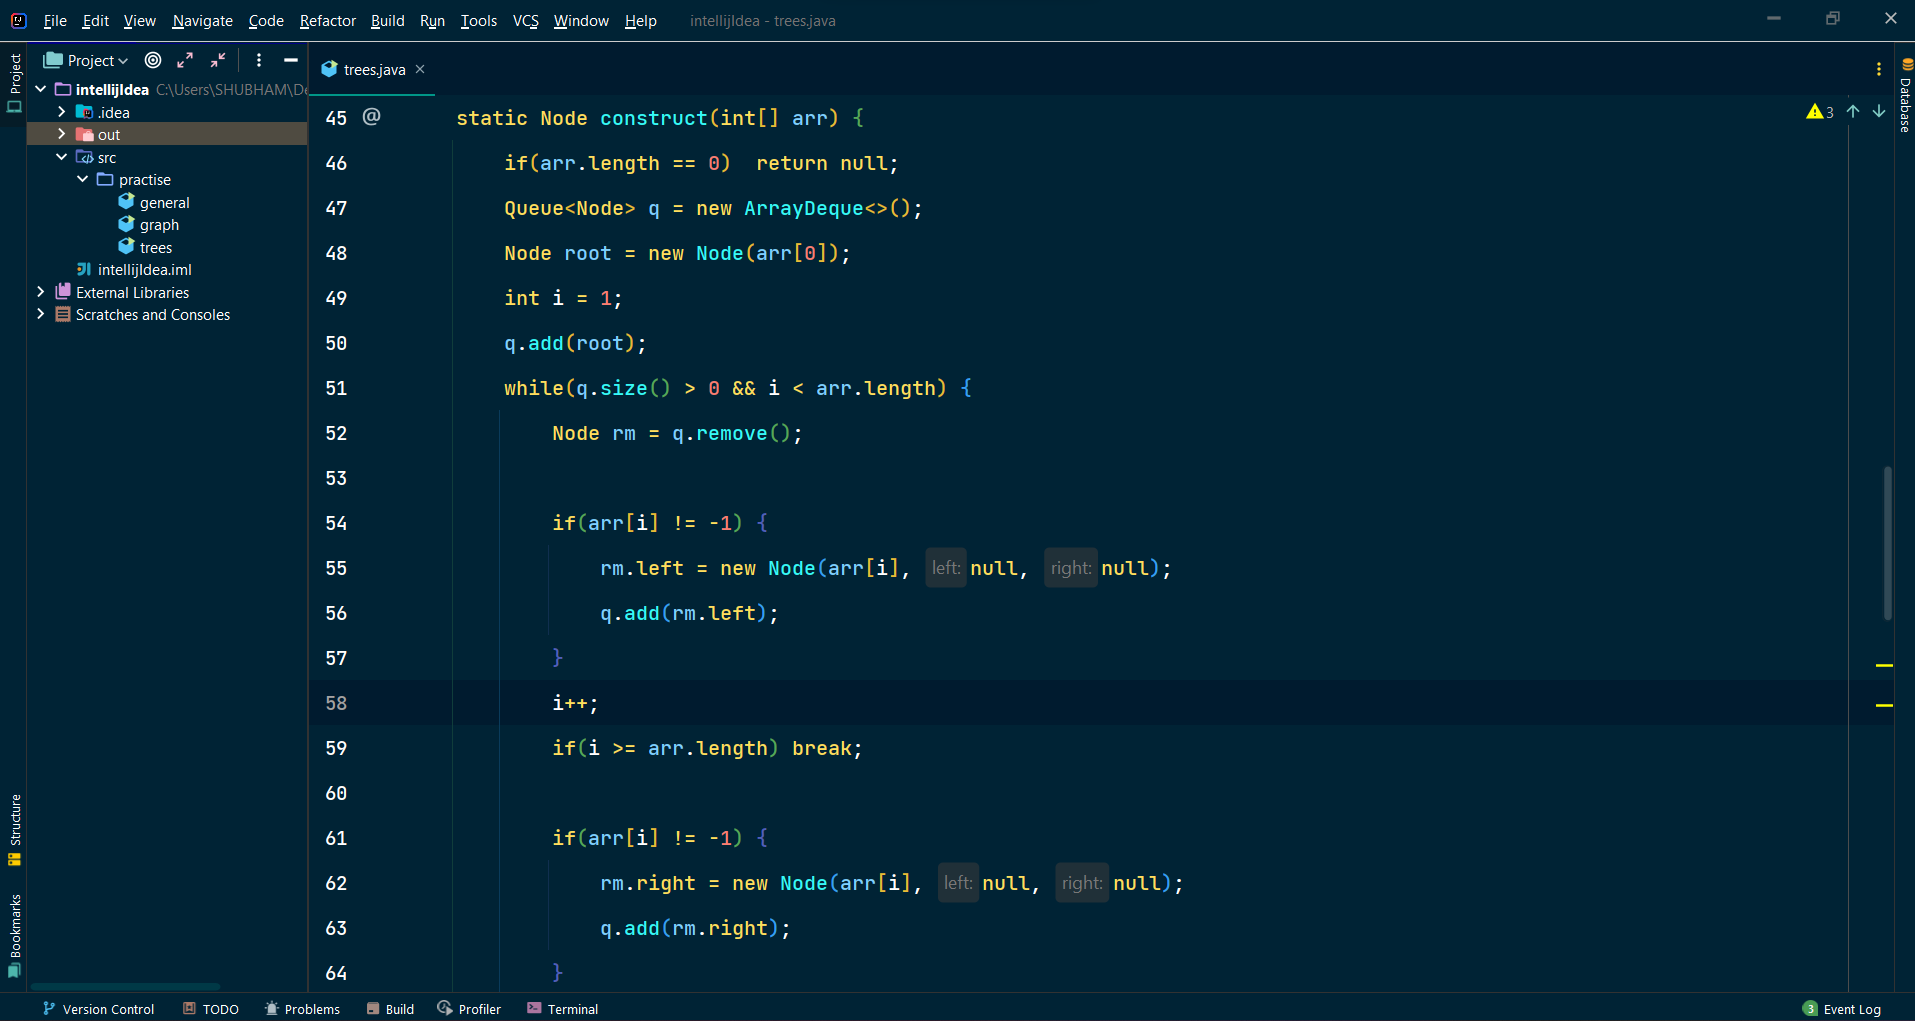 File Edit View Navigate Code Refactor Build Run Tools VCS Window Help intellijIdea - trees.java
Project
Project
intellijIdea C:\Users\SHUBHAM\De
.idea
out
src
practise
general
graph
trees
intellijIdea.iml
External Libraries
Scratches and Consoles
Structure
Bookmarks
trees.java
3
Database
45 @ static Node construct(int[] arr) {
46 if(arr.length == 0)  return null;
47 Queue<Node> q = new ArrayDeque<>();
48 Node root = new Node(arr[0]);
49 int i = 1;
50 q.add(root);
51 while(q.size() > 0 && i < arr.length) {
52 Node rm = q.remove();
53
54 if(arr[i] != -1) {
55 rm.left = new Node(arr[i], left: null, right: null);
56 q.add(rm.left);
57 }
58 i++;
59 if(i >= arr.length) break;
60
61 if(arr[i] != -1) {
62 rm.right = new Node(arr[i], left: null, right: null);
63 q.add(rm.right);
64 }
Version Control TODO Problems Build Profiler Terminal 3 Event Log